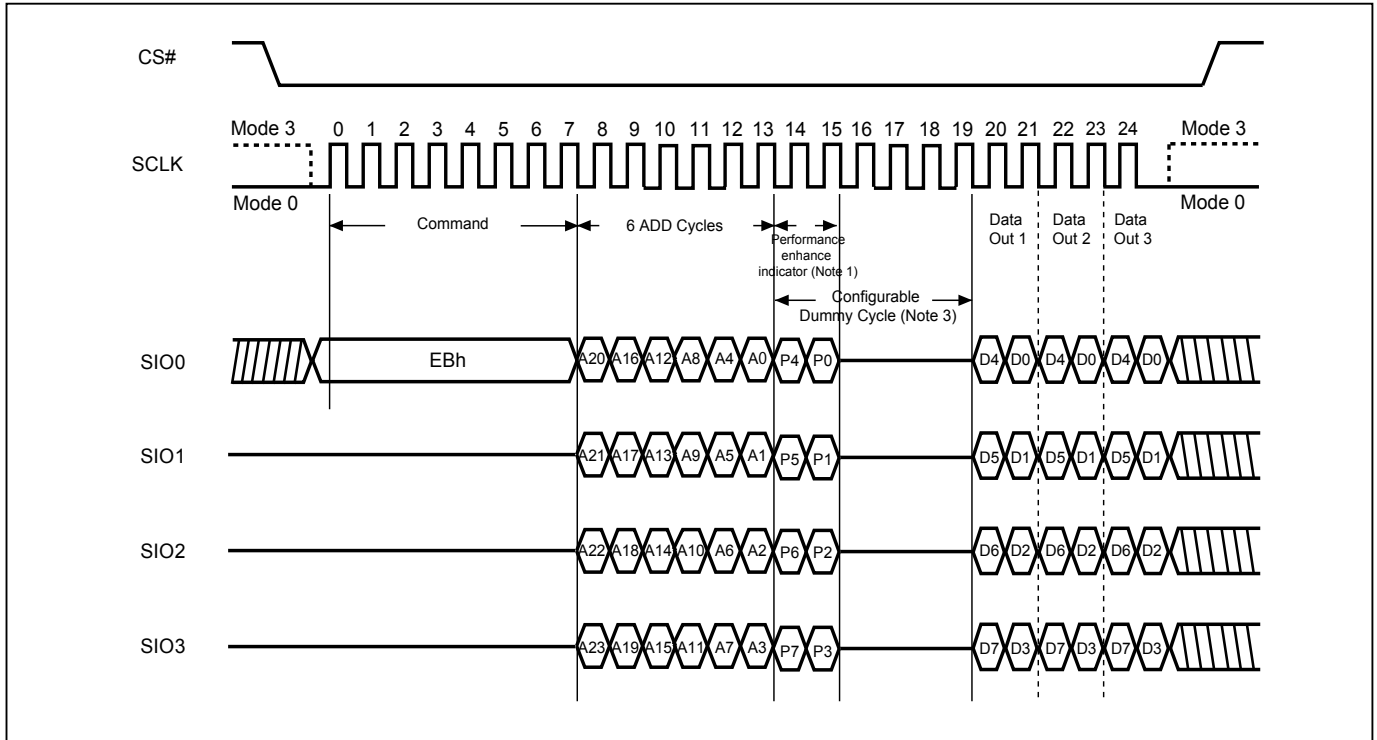 CS#
Mode 3 0 1 2 3 4 5 6 7 8 9 10 11 12 13 14 15 16 17 18 19 20 21 22 23 24 Mode 3
SCLK
Mode 0 Mode 0
Command 6 ADD Cycles Data Out 1 Data Out 2 Data Out 3
Performance
enhance
indicator (Note 1)
Configurable
Dummy Cycle (Note 3)
SIO0 EBh A20 A16 A12 A8 A4 A0 P4 P0 D4 D0 D4 D0 D4 D0
SIO1 A21 A17 A13 A9 A5 A1 P5 P1 D5 D1 D5 D1 D5 D1
SIO2 A22 A18 A14 A10 A6 A2 P6 P2 D6 D2 D6 D2 D6 D2
SIO3 A23 A19 A15 A11 A7 A3 P7 P3 D7 D3 D7 D3 D7 D3